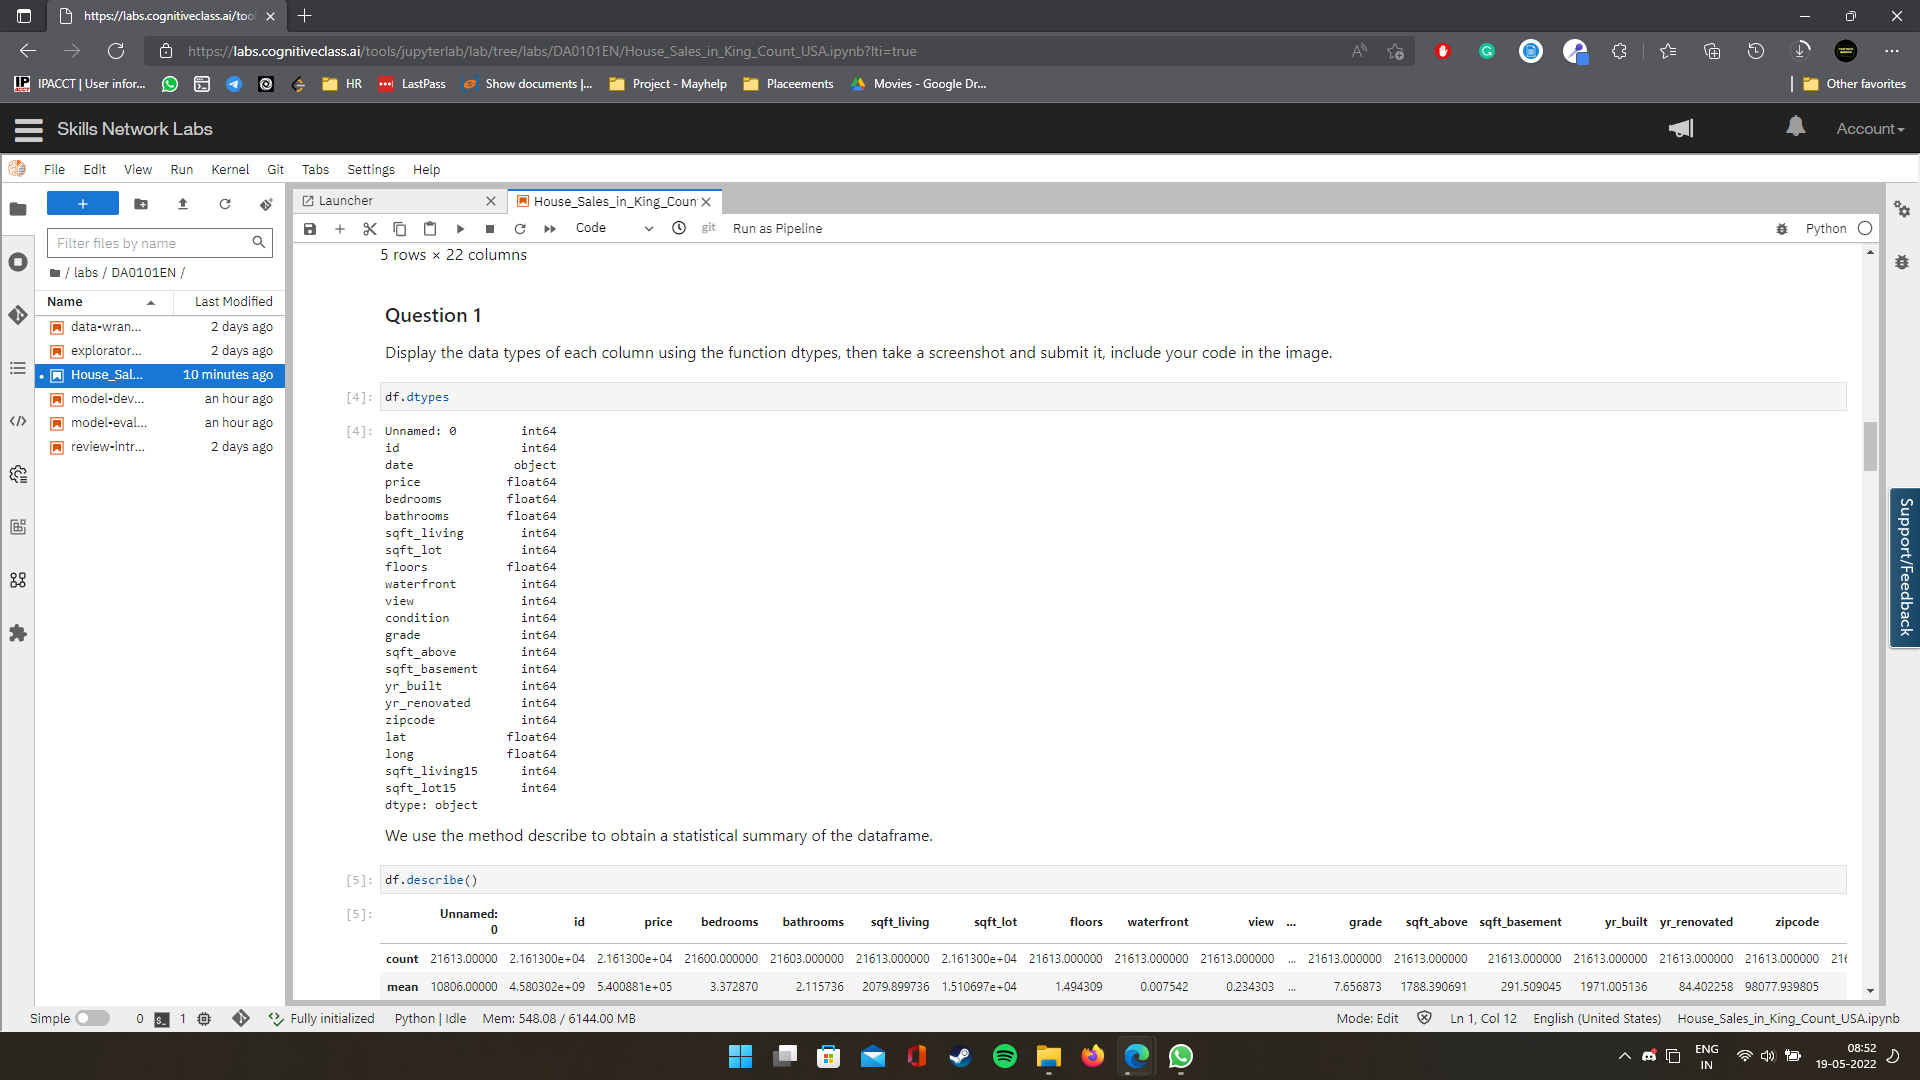 https://labs.cognitiveclass.ai/tool
https://labs.cognitiveclass.ai/tools/jupyterlab/lab/tree/labs/DA0101EN/House_Sales_in_King_Count_USA.ipynb?lti=true
IPACCT | User infor... HR LastPass Show documents |... Project - Mayhelp Placeements Movies - Google Dr... Other favorites
Skills Network Labs Account
File Edit View Run Kernel Git Tabs Settings Help
Launcher House_Sales_in_King_Coun
Code git Run as Pipeline Python
Filter files by name
/ labs / DA0101EN /
Name Last Modified
data-wran... 2 days ago
explorator... 2 days ago
House_Sal... 10 minutes ago
model-dev... an hour ago
model-eval... an hour ago
review-intr... 2 days ago
5 rows × 22 columns
Question 1
Display the data types of each column using the function dtypes, then take a screenshot and submit it, include your code in the image.
[4]: df.dtypes
[4]: Unnamed: 0 int64
id int64
date object
price float64
bedrooms float64
bathrooms float64
sqft_living int64
sqft_lot int64
floors float64
waterfront int64
view int64
condition int64
grade int64
sqft_above int64
sqft_basement int64
yr_built int64
yr_renovated int64
zipcode int64
lat float64
long float64
sqft_living15 int64
sqft_lot15 int64
dtype: object
We use the method describe to obtain a statistical summary of the dataframe.
[5]: df.describe()
[5]: Unnamed: 0 id price bedrooms bathrooms sqft_living sqft_lot floors waterfront view ... grade sqft_above sqft_basement yr_built yr_renovated zipcode
count 21613.00000 2.161300e+04 2.161300e+04 21600.000000 21603.000000 21613.000000 2.161300e+04 21613.000000 21613.000000 21613.000000 ... 21613.000000 21613.000000 21613.000000 21613.000000 21613.000000 21613.000000 216
mean 10806.00000 4.580302e+09 5.400881e+05 3.372870 2.115736 2079.899736 1.510697e+04 1.494309 0.007542 0.234303 ... 7.656873 1788.390691 291.509045 1971.005136 84.402258 98077.939805
Support/Feedback
Simple 0 1 Fully initialized Python | Idle Mem: 548.08 / 6144.00 MB Mode: Edit Ln 1, Col 12 English (United States) House_Sales_in_King_Count_USA.ipynb
ENG
IN
08:52
19-05-2022